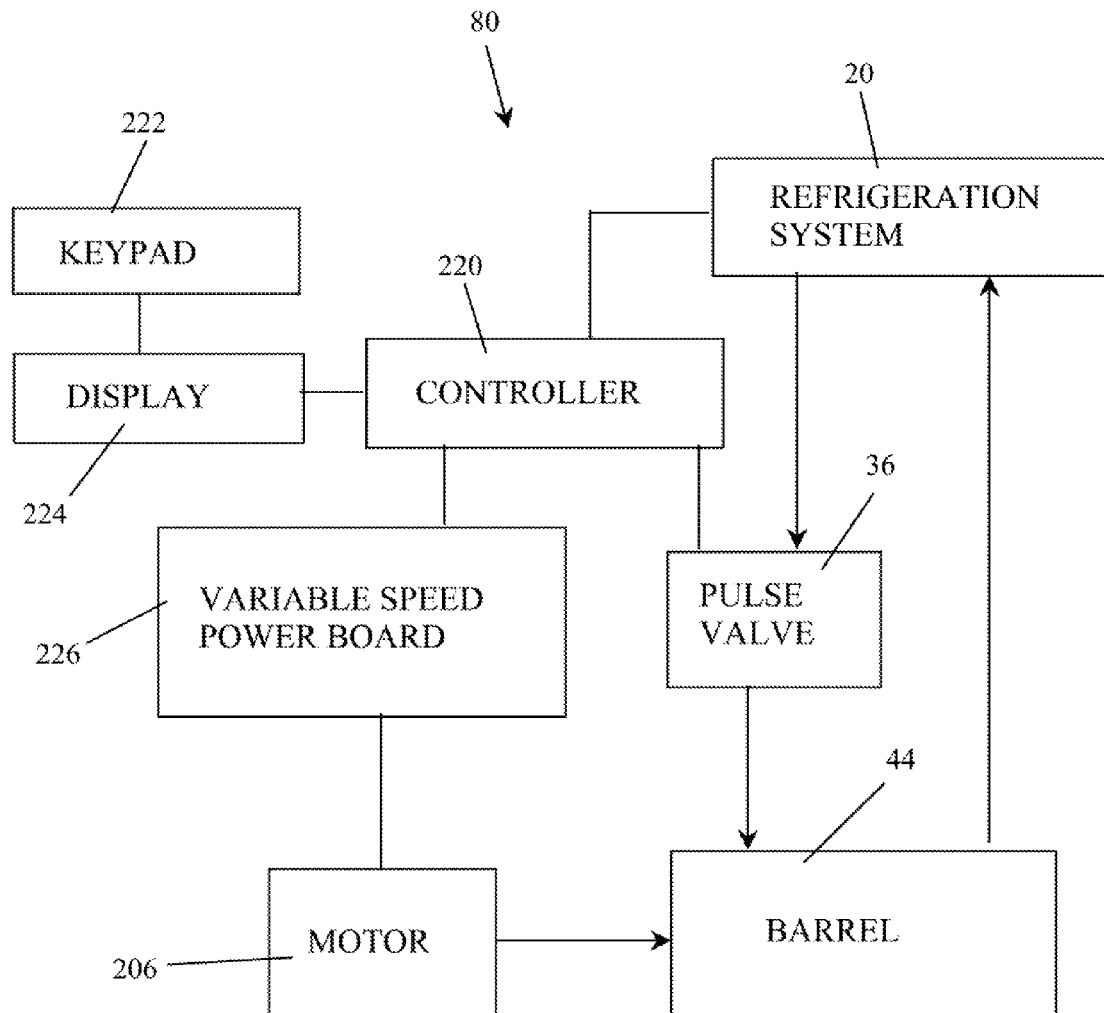 80
20
222
REFRIGERATION
SYSTEM
KEYPAD
220
DISPLAY
CONTROLLER
224
36
VARIABLE SPEED
POWER BOARD
PULSE
VALVE
226
44
MOTOR
BARREL
206